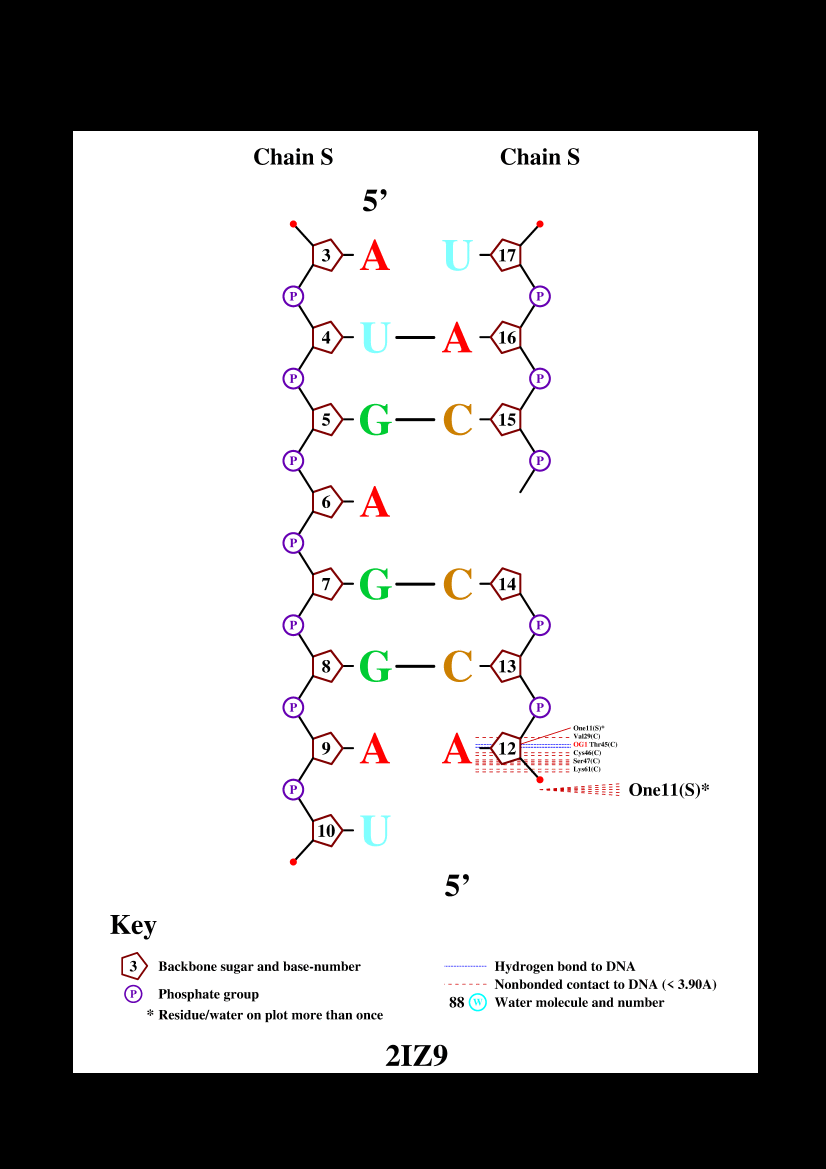 Chain S Chain S
5’
3 A U 17
P P
4 U A 16
P P
5 G C 15
P P
6 A
P
7 G C 14
P P
8 G C 13
P P
One11(S)*
Val29(C)
9 A A 12 OG1 Thr45(C)
Cys46(C)
Ser47(C)
Lys61(C)
P One11(S)*
10 U
5’
Key
3 Backbone sugar and base-number
P Phosphate group
* Residue/water on plot more than once
Hydrogen bond to DNA
Nonbonded contact to DNA (< 3.90A)
88 W Water molecule and number
2IZ9